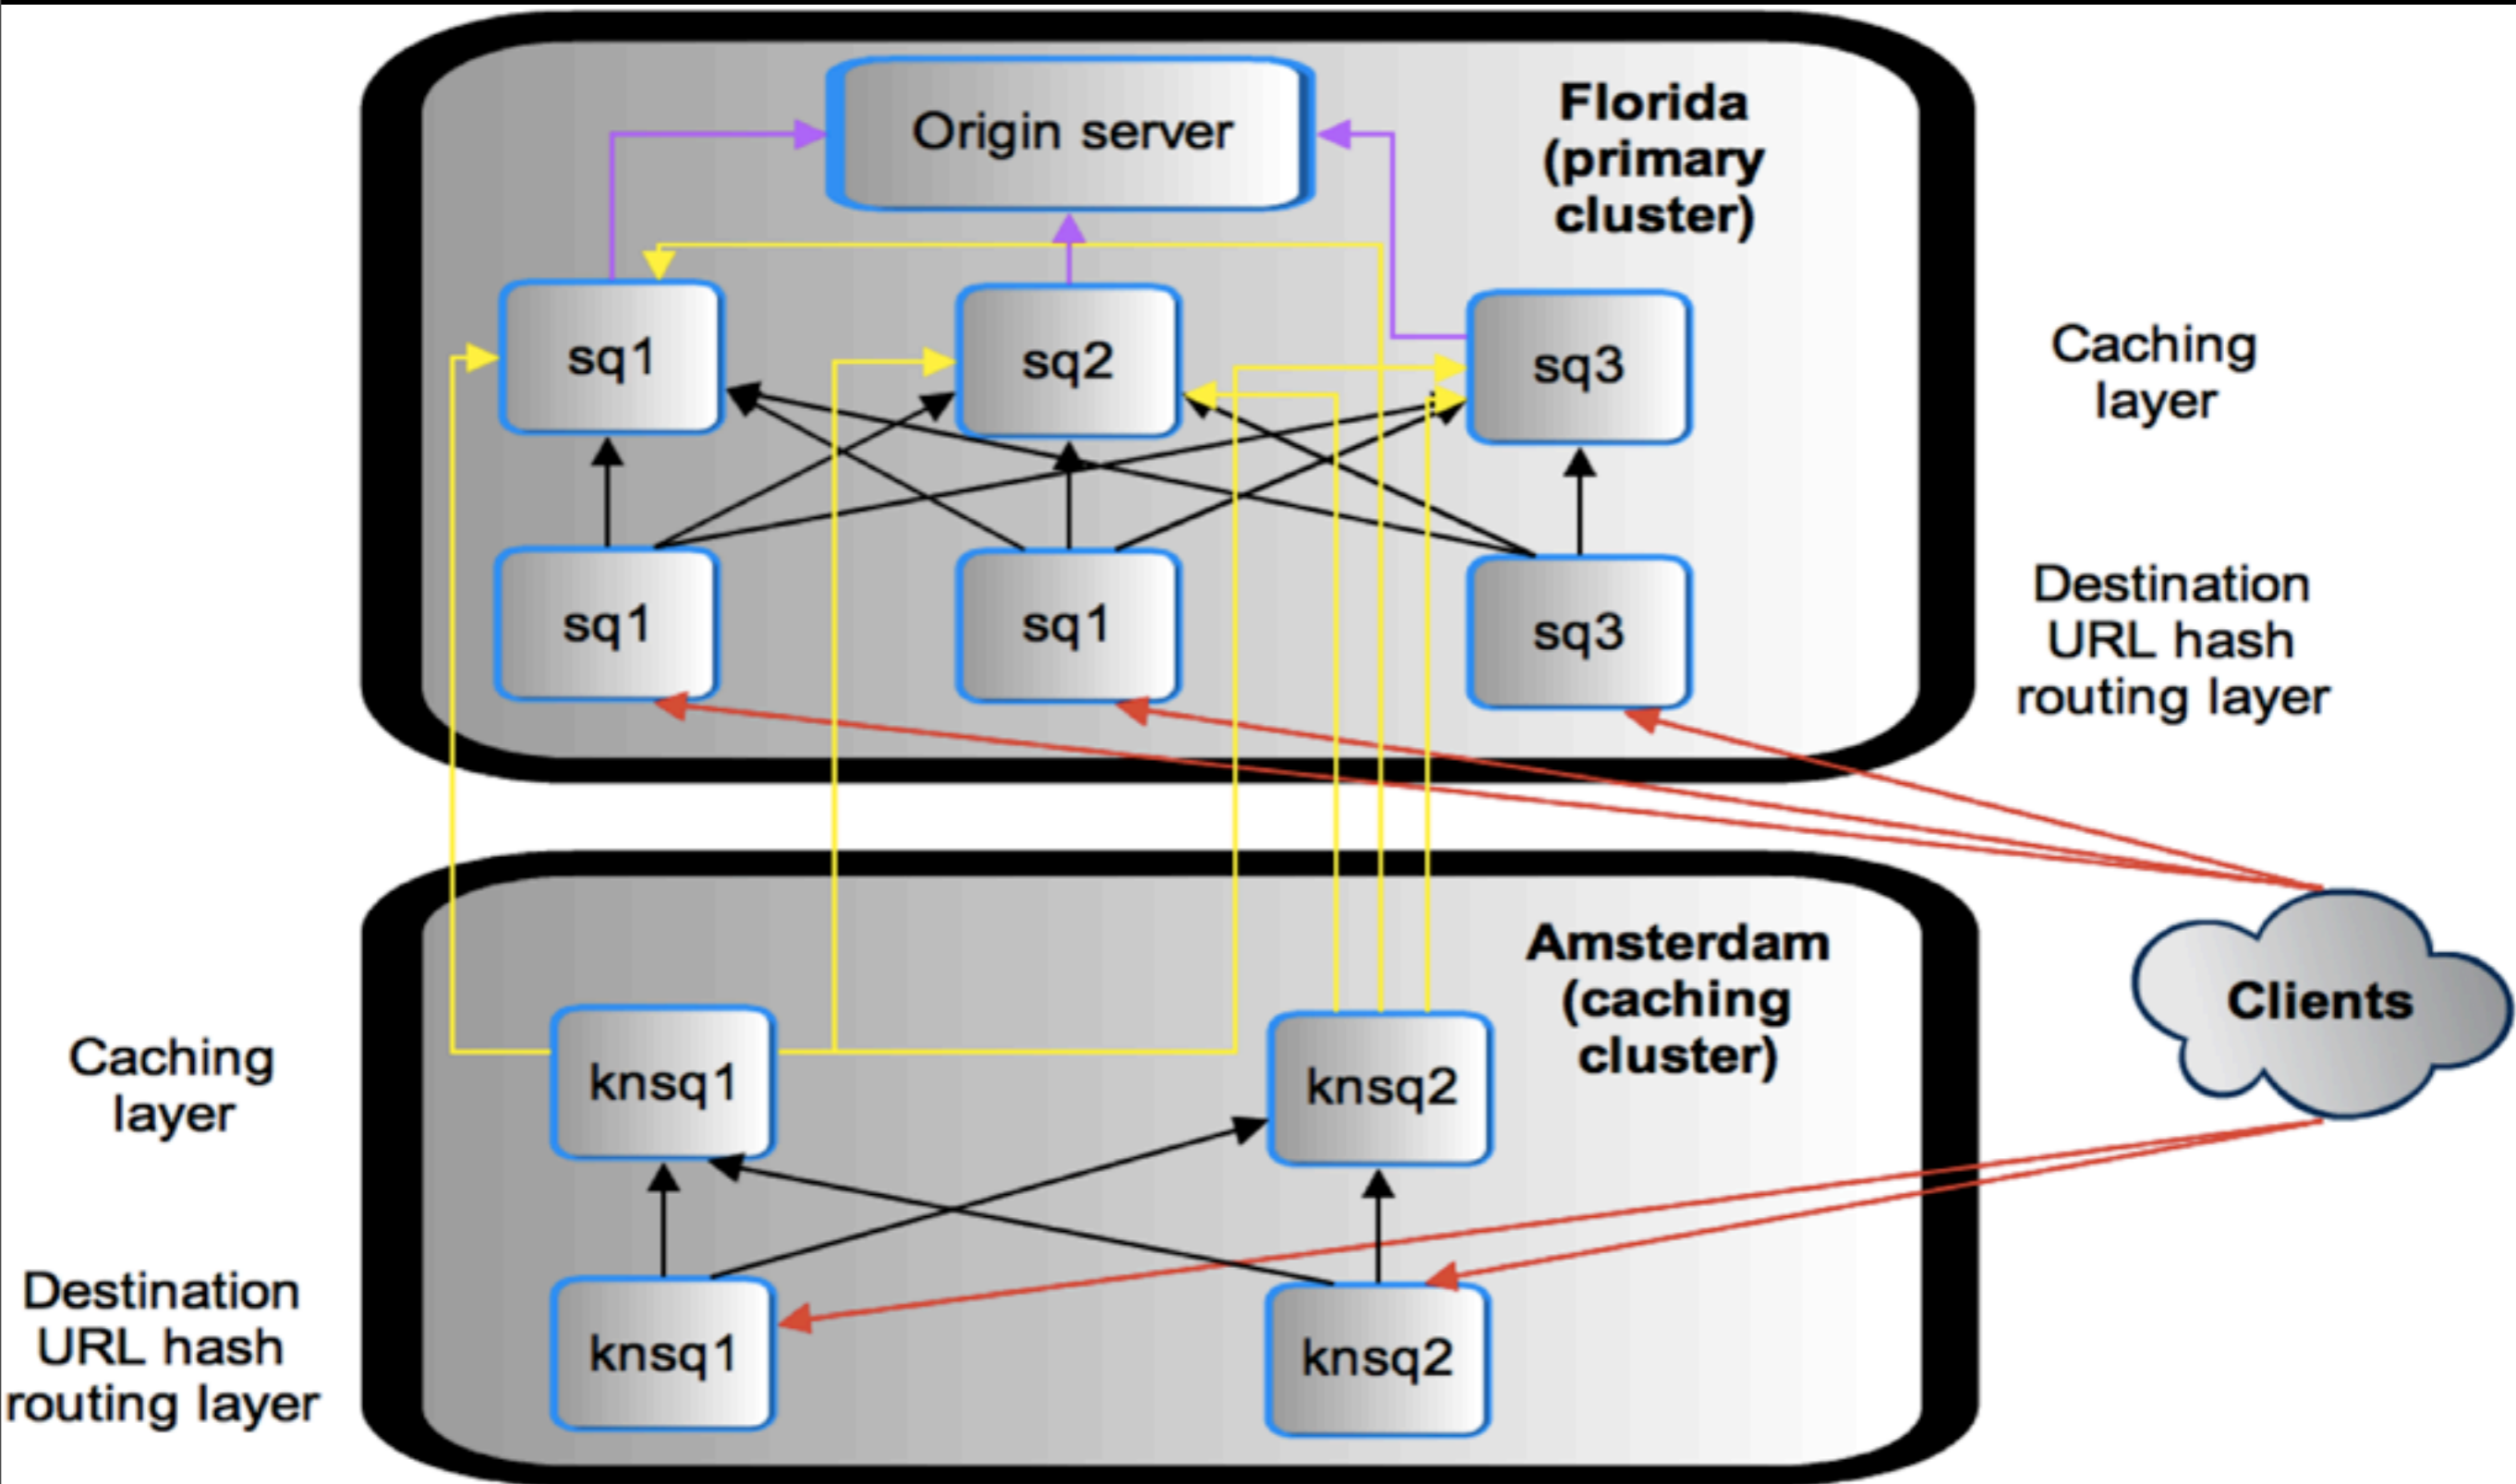 Origin server
Florida
(primary
cluster)
sq1
sq2
sq3
Caching
layer
sq1
sq1
sq3
Destination
URL hash
routing layer
Amsterdam
(caching
cluster)
Clients
Caching
layer
knsq1
knsq2
Destination
URL hash
routing layer
knsq1
knsq2